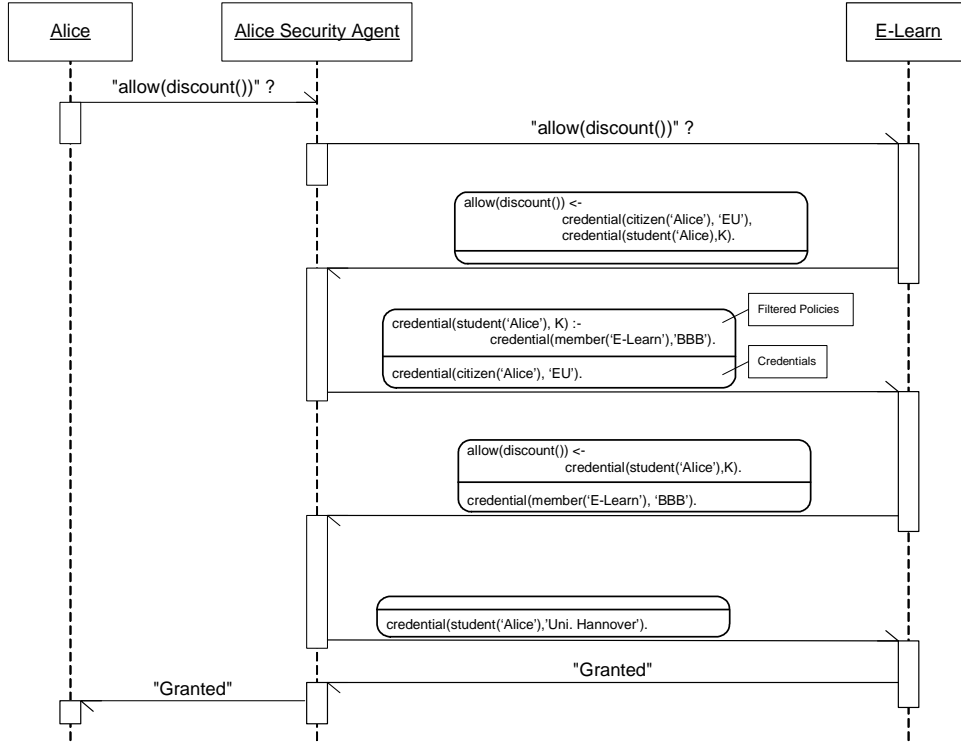 Alice
Alice Security Agent
E-Learn
"allow(discount())" ?
"allow(discount())" ?
allow(discount()) <-
credential(citizen(‘Alice’), ‘EU’),
credential(student(‘Alice),K).
credential(student(‘Alice’), K) :-
credential(member(‘E-Learn’),’BBB’).
Filtered Policies
credential(citizen(‘Alice’), ‘EU’).
Credentials
allow(discount()) <-
credential(student(‘Alice’),K).
credential(member(‘E-Learn’), ‘BBB’).
credential(student(‘Alice’),’Uni. Hannover’).
"Granted"
"Granted"